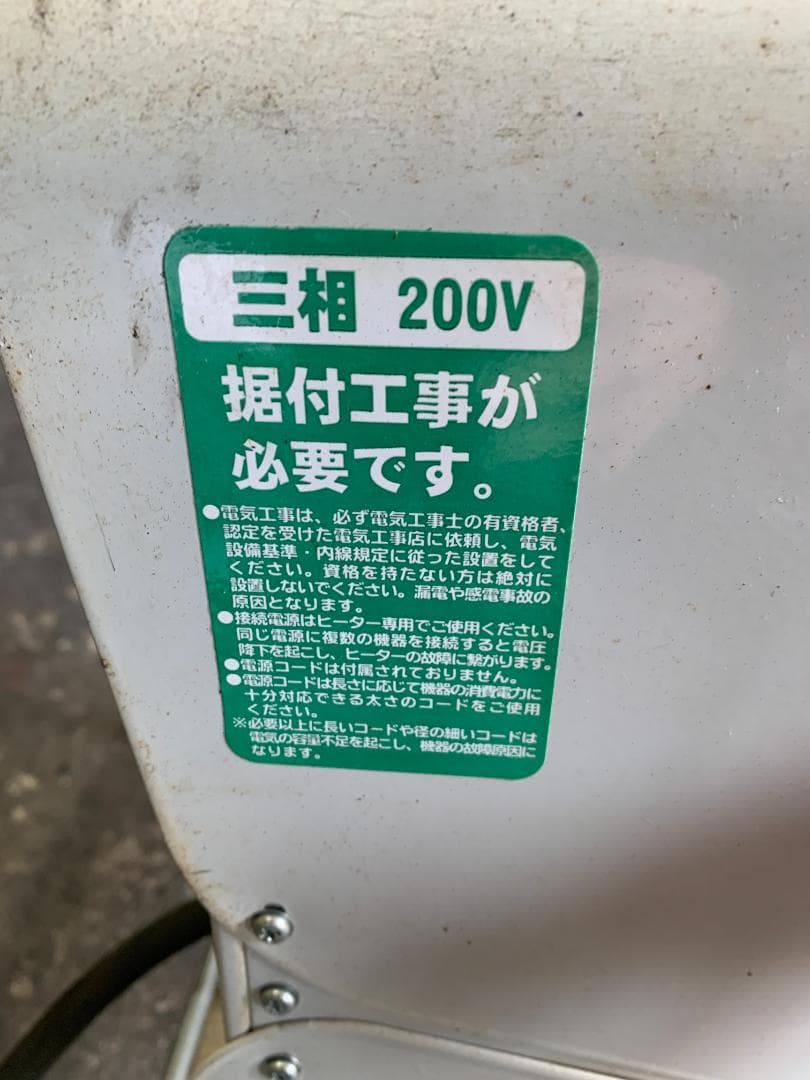 三相 200V
据付工事が
必要です。
●電気工事は、必ず電気工事士の有資格者、
認定を受けた電気工事店に依頼し、電気
設備基準・内線規定に従った設置をして
ください。資格を持たない方は絶対に
設置しないでください。漏電や感電事故の
原因となります。
●接続電源はヒーター専用でご使用ください。
同じ電源に複数の機器を接続すると電圧
降下を起こし、ヒーターの故障に繋がります。
●電源コードは付属されておりません。
●電源コードは長さに応じて機器の消費電力に
十分対応できる太さのコードをご使用
ください。
※必要以上に長いコードや径の細いコードは
電気の容量不足を起こし、機器の故障原因に
なります。